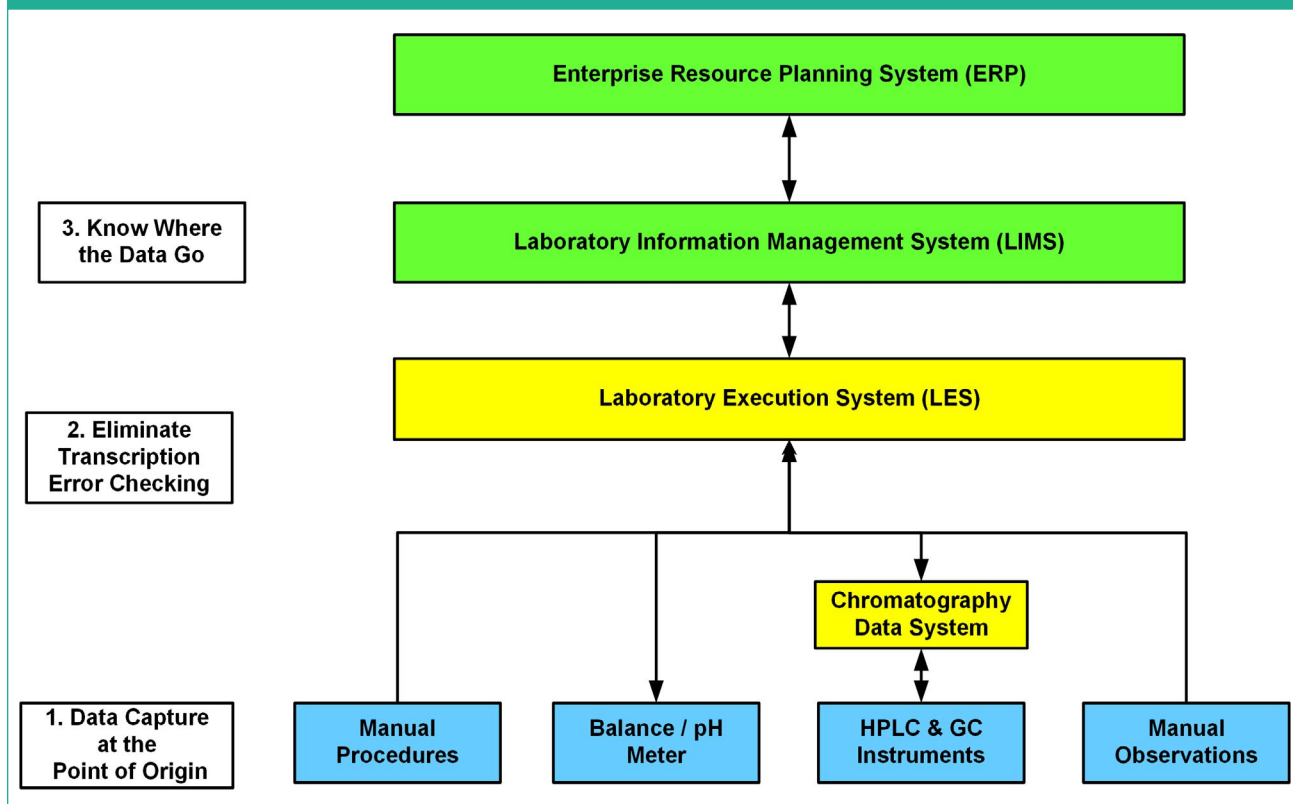 Enterprise Resource Planning System (ERP)
3. Know Where
the Data Go
Laboratory Information Management System (LIMS)
Laboratory Execution System (LES)
2. Eliminate
Transcription
Error Checking
Chromatography
Data System
1. Data Capture
at the
Point of Origin
Manual
Procedures
Balance / pH
Meter
HPLC & GC
Instruments
Manual
Observations